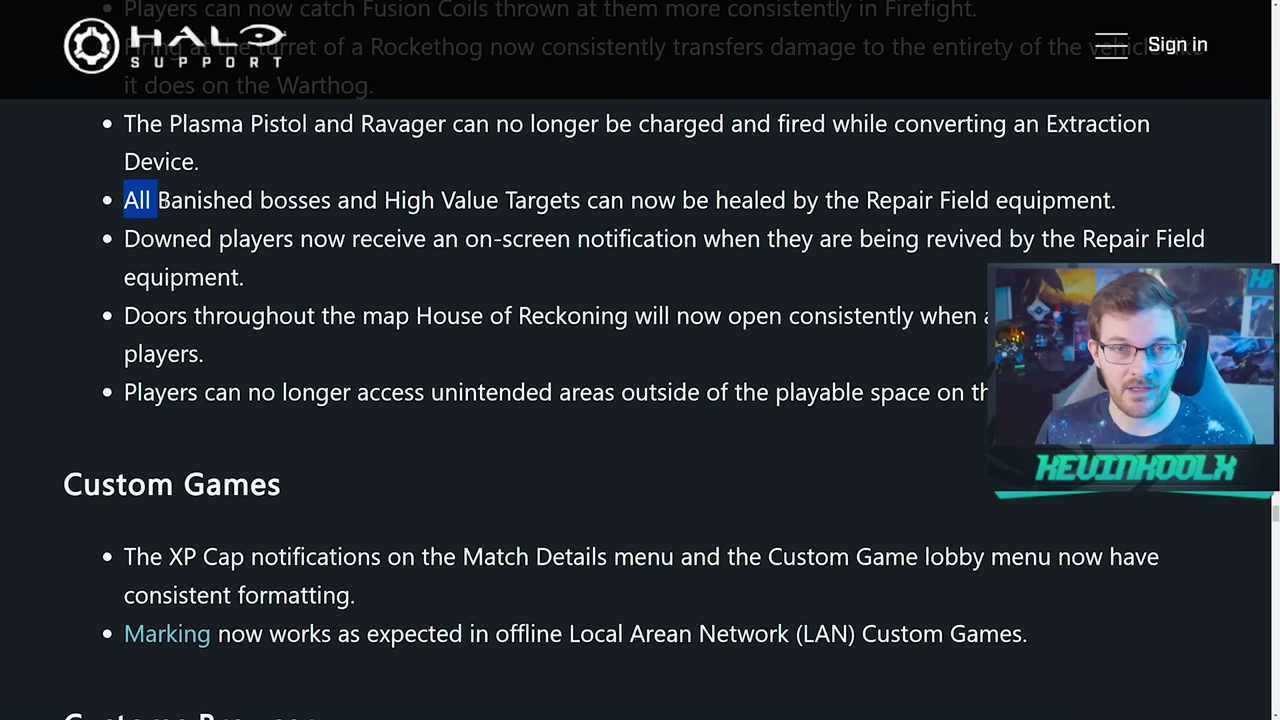 Players can now catch Fusion Coils thrown at them more consistently in Firefight.
HALO
SUPPORT
Sign in
Firing at the turret of a Rockethog now consistently transfers damage to the entirety of the vehicle like
it does on the Warthog.
• The Plasma Pistol and Ravager can no longer be charged and fired while converting an Extraction
Device.
• All Banished bosses and High Value Targets can now be healed by the Repair Field equipment.
• Downed players now receive an on-screen notification when they are being revived by the Repair Field
equipment.
• Doors throughout the map House of Reckoning will now open consistently when
players.
• Players can no longer access unintended areas outside of the playable space on
KEVINKOOLX
Custom Games
• The XP Cap notifications on the Match Details menu and the Custom Game lobby menu now have
consistent formatting.
• Marking now works as expected in offline Local Arean Network (LAN) Custom Games.